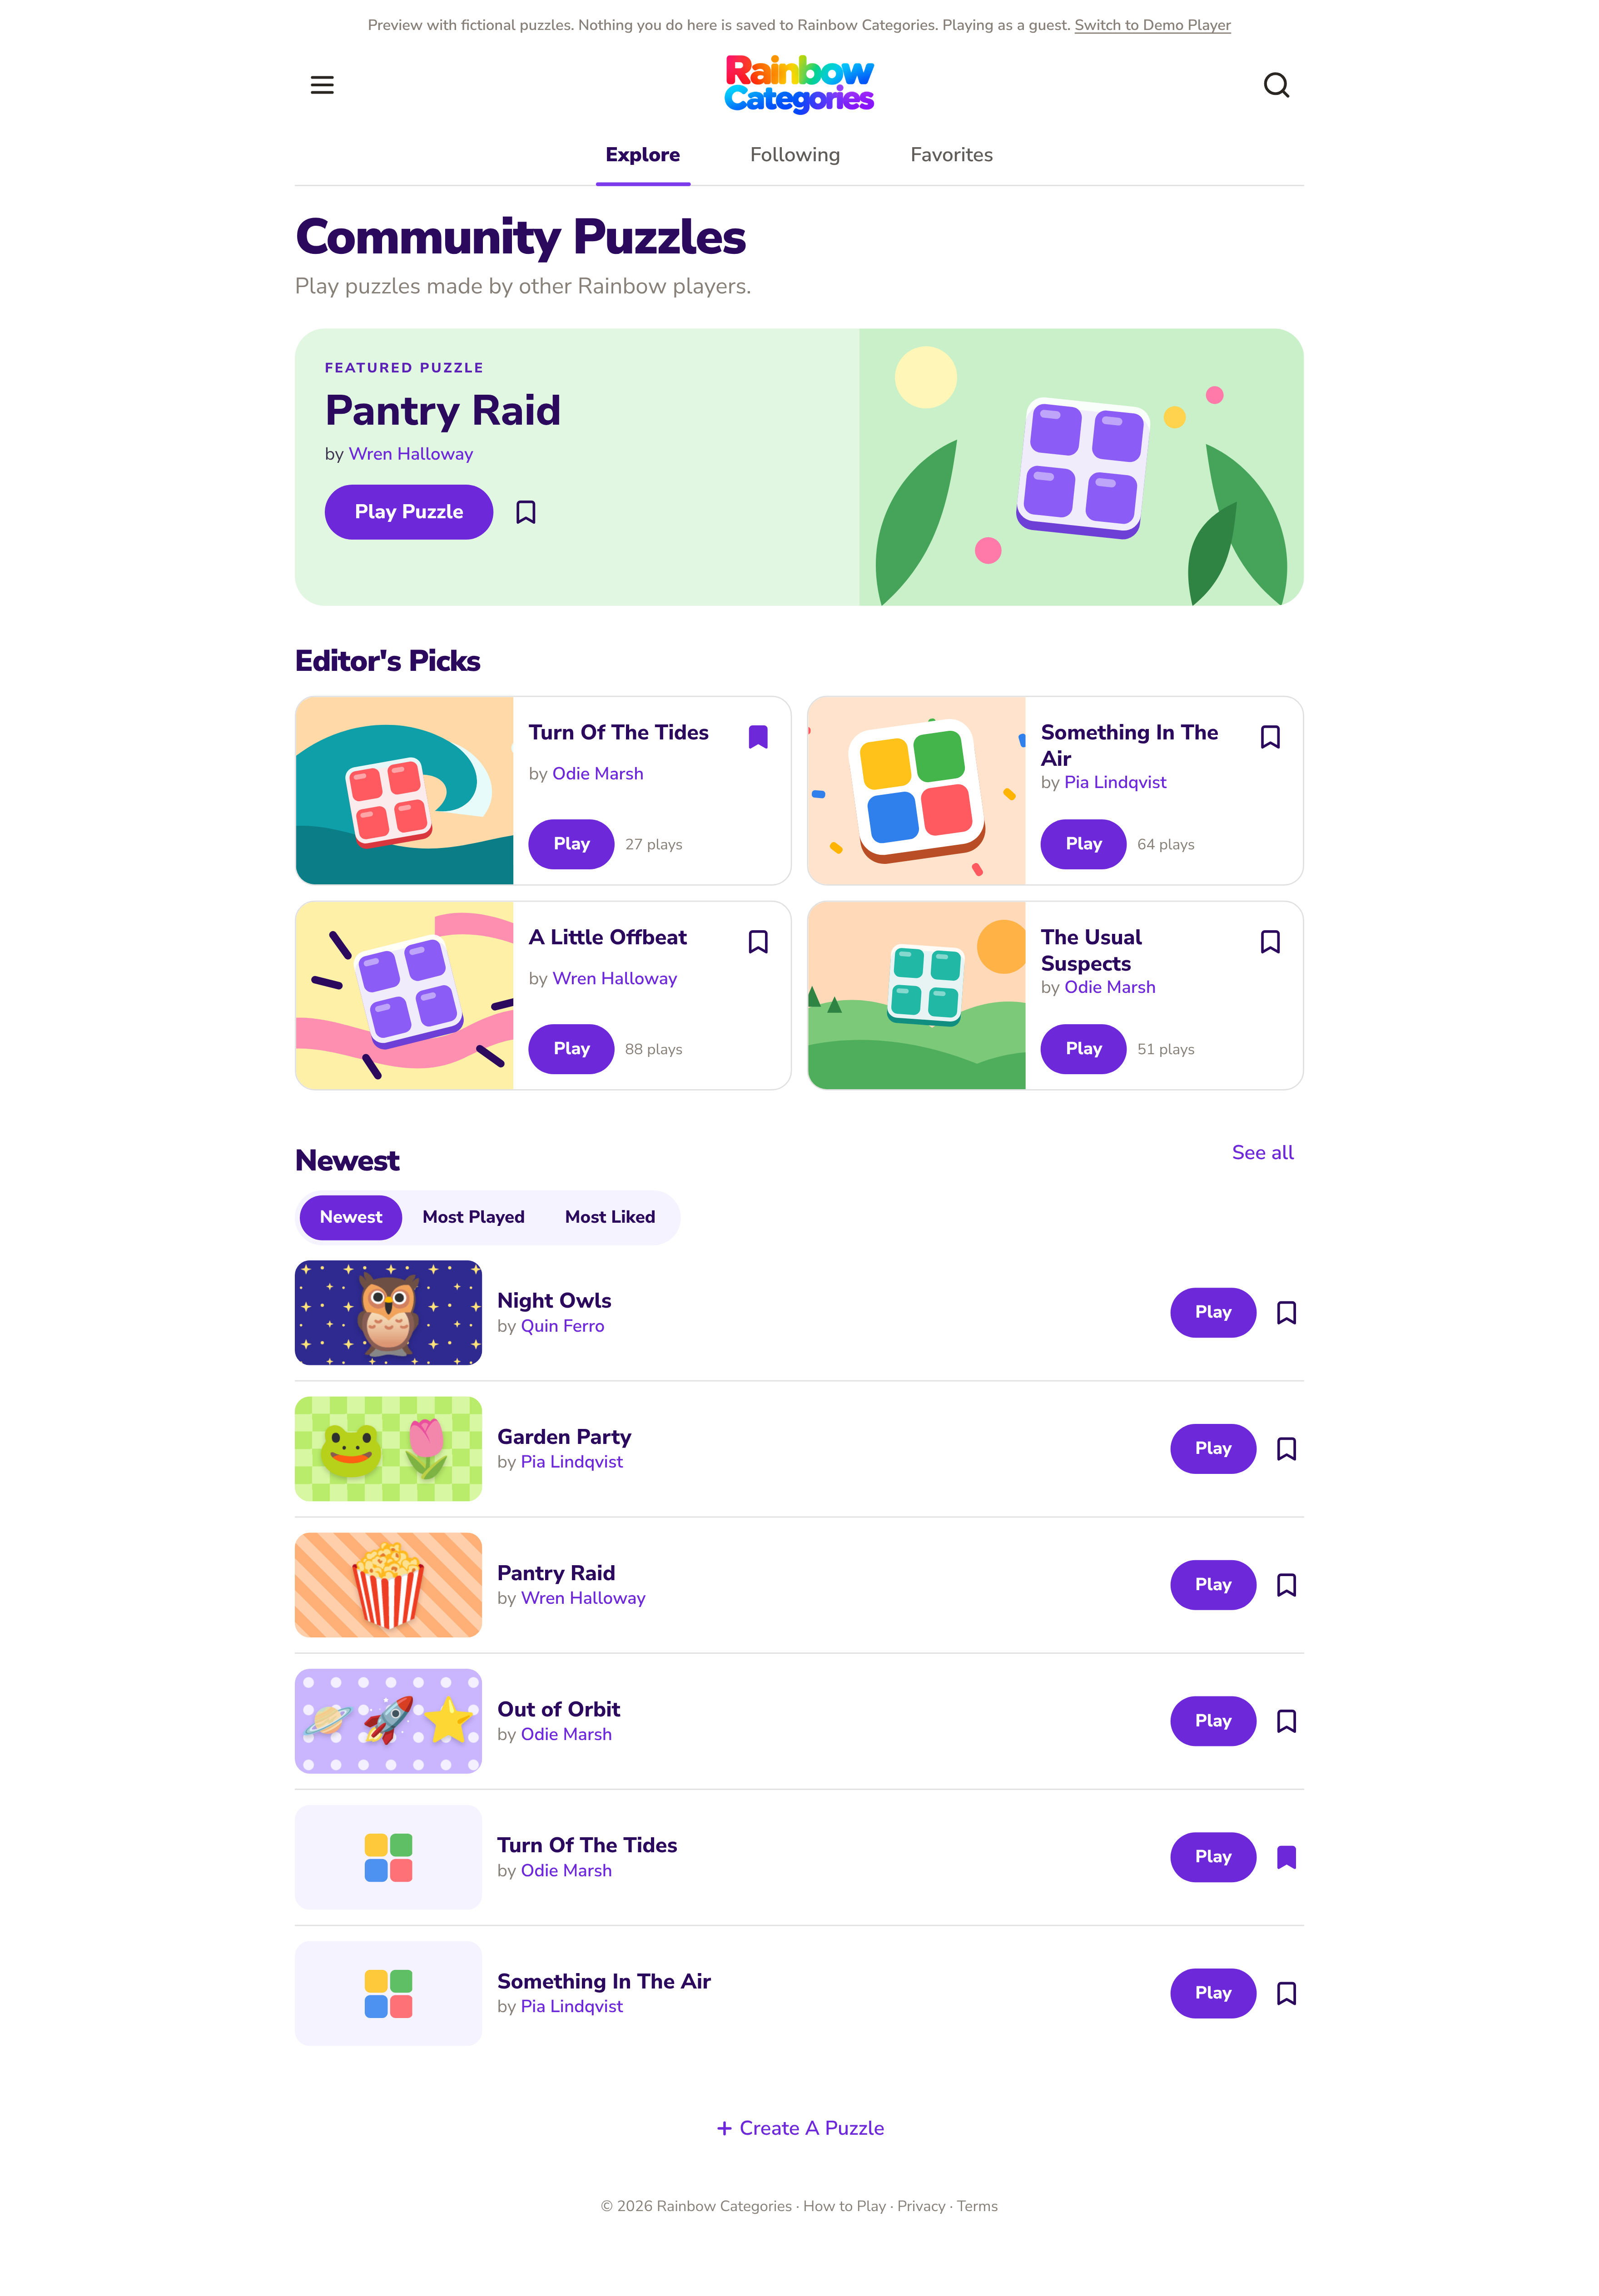 Preview with fictional puzzles. Nothing you do here is saved to Rainbow Categories. Playing as a guest. Switch to Demo Player
Rainbow
Categories
Explore
Following
Favorites
Community Puzzles
Play puzzles made by other Rainbow players.
FEATURED PUZZLE
Pantry Raid
by Wren Halloway
Play Puzzle
Editor's Picks
Turn Of The Tides
by Odie Marsh
Play
27 plays
Something In The
Air
by Pia Lindqvist
Play
64 plays
A Little Offbeat
by Wren Halloway
Play
88 plays
The Usual
Suspects
by Odie Marsh
Play
51 plays
Newest
See all
Newest
Most Played
Most Liked
Night Owls
by Quin Ferro
Play
Garden Party
by Pia Lindqvist
Play
Pantry Raid
by Wren Halloway
Play
Out of Orbit
by Odie Marsh
Play
Turn Of The Tides
by Odie Marsh
Play
Something In The Air
by Pia Lindqvist
Play
+ Create A Puzzle
© 2026 Rainbow Categories · How to Play · Privacy · Terms